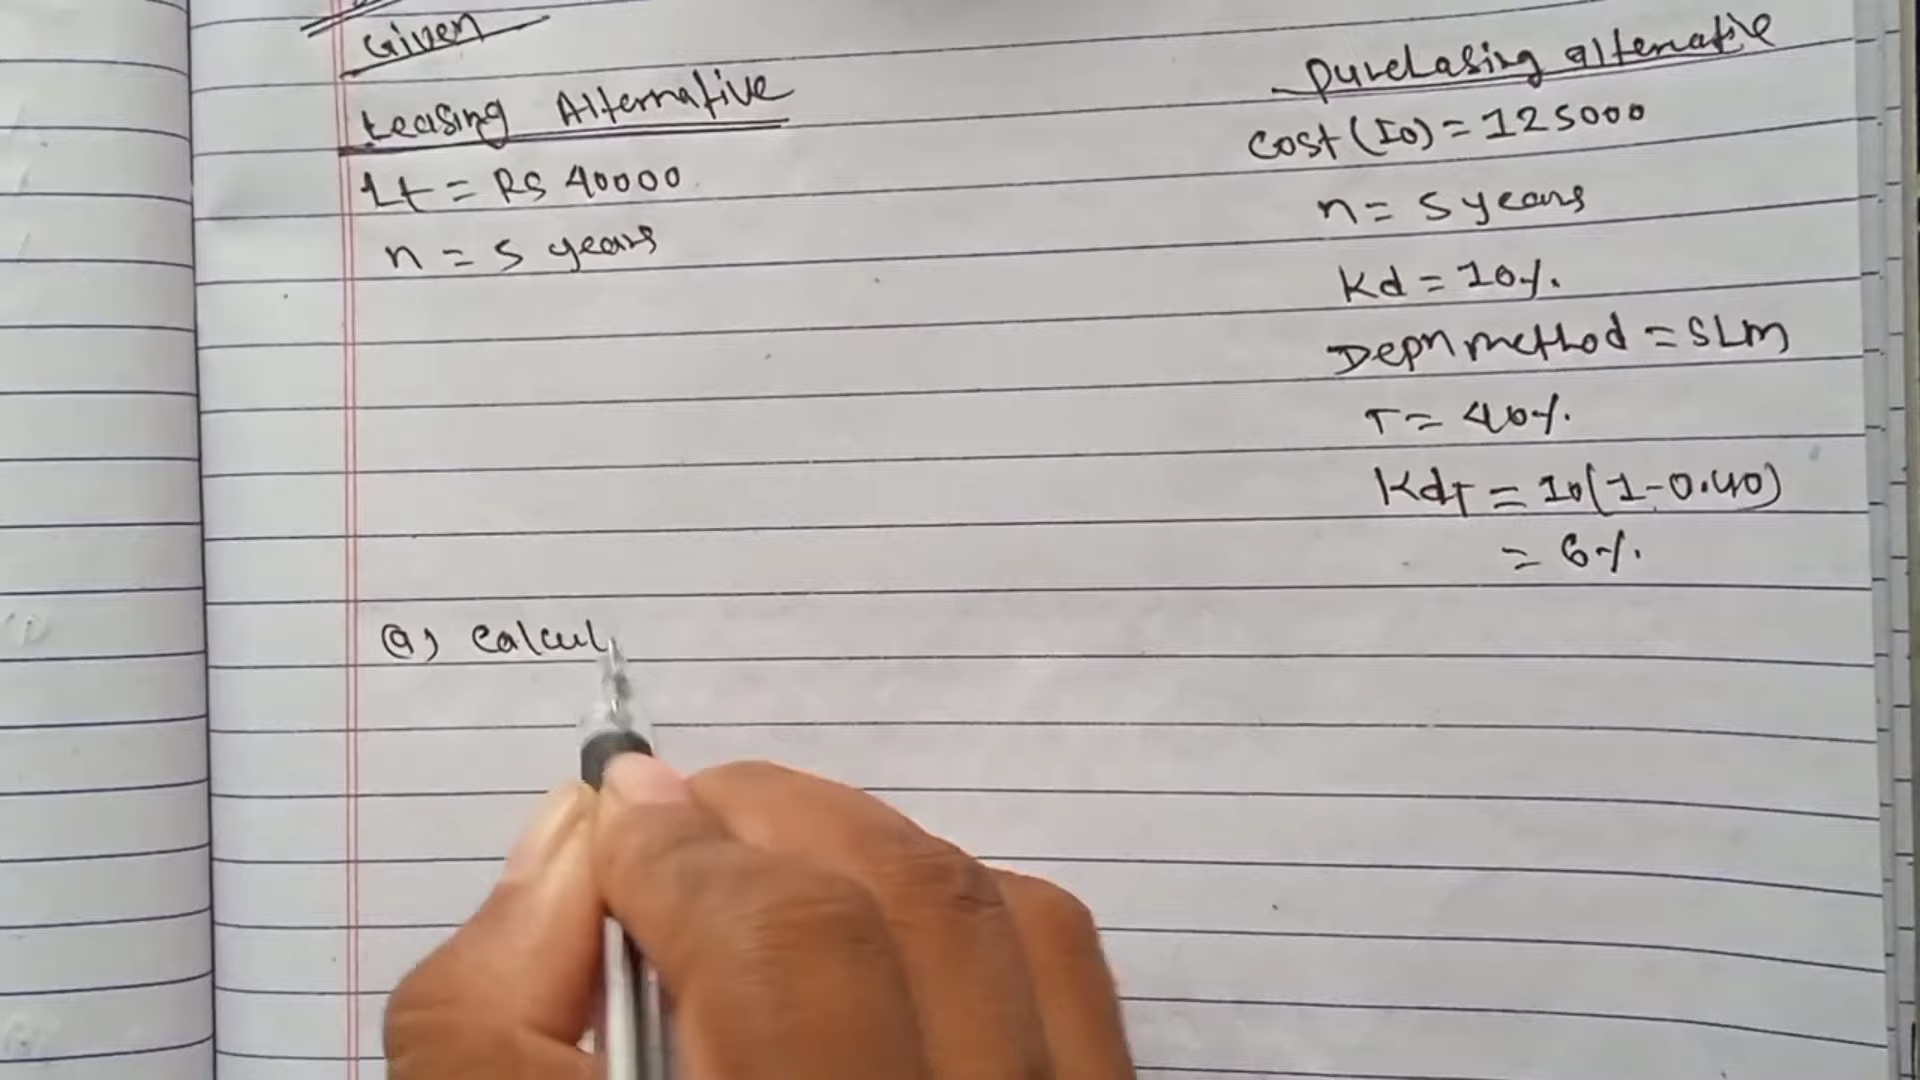 Given
Leasing Alternative
Lt = RS 40000
n = 5 years
purchasing alternative
Cost (I0) = 125000
n = 5 years
Kd = 10%.
Depn method = SLM
T = 40%.
KdT = 10(1-0.40)
= 6%.
(a) calcul